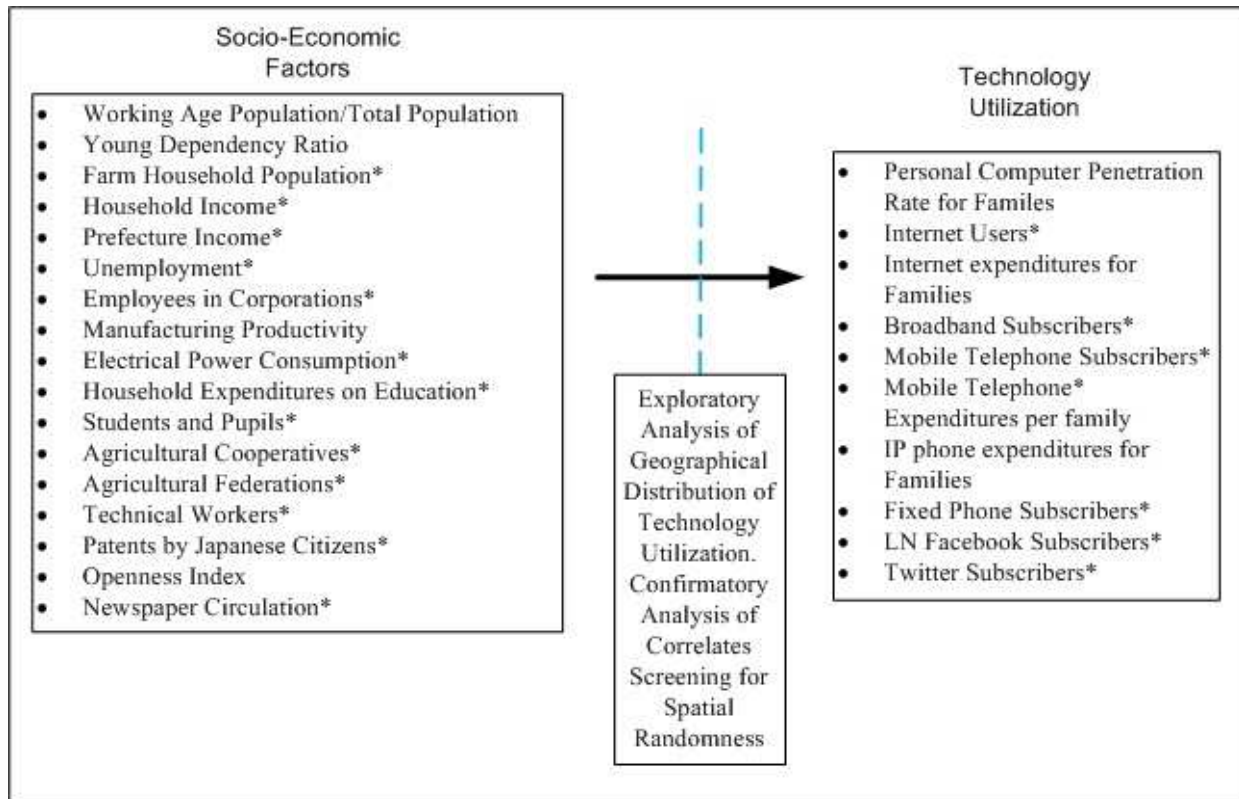 Socio-Economic
Factors
• Working Age Population/Total Population
• Young Dependency Ratio
• Farm Household Population*
• Household Income*
• Prefecture Income*
• Unemployment*
• Employees in Corporations*
• Manufacturing Productivity
• Electrical Power Consumption*
• Household Expenditures on Education*
• Students and Pupils*
• Agricultural Cooperatives*
• Agricultural Federations*
• Technical Workers*
• Patents by Japanese Citizens*
• Openness Index
• Newspaper Circulation*
Exploratory
Analysis of
Geographical
Distribution of
Technology
Utilization.
Confirmatory
Analysis of
Correlates
Screening for
Spatial
Randomness
Technology
Utilization
• Personal Computer Penetration
Rate for Familes
• Internet Users*
• Internet expenditures for
Families
• Broadband Subscribers*
• Mobile Telephone Subscribers*
• Mobile Telephone*
Expenditures per family
• IP phone expenditures for
Families
• Fixed Phone Subscribers*
• LN Facebook Subscribers*
• Twitter Subscribers*